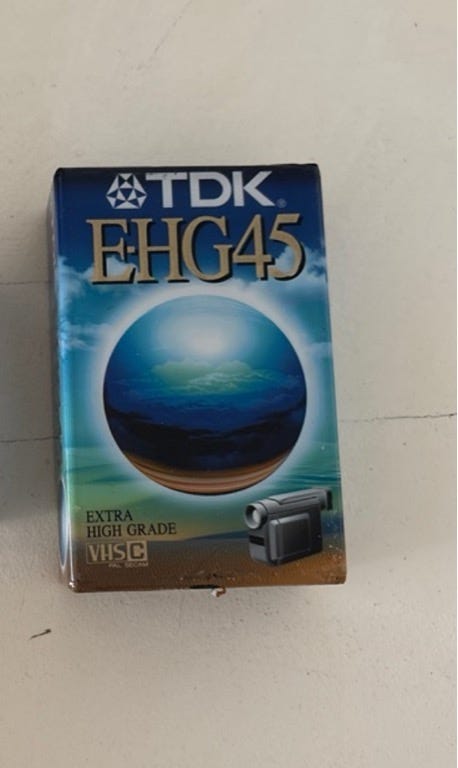 TDK®
E-HG45
EXTRA
HIGH GRADE
VHS C
PAL SECAM